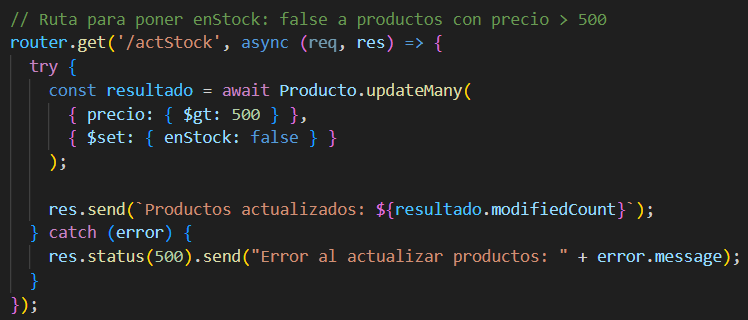 // Ruta para poner enStock: false a productos con precio > 500
router.get('/actStock', async (req, res) => {
  try {
    const resultado = await Producto.updateMany(
      { precio: { $gt: 500 } },
      { $set: { enStock: false } }
    );

    res.send(`Productos actualizados: ${resultado.modifiedCount}`);
  } catch (error) {
    res.status(500).send("Error al actualizar productos: " + error.message);
  }
});